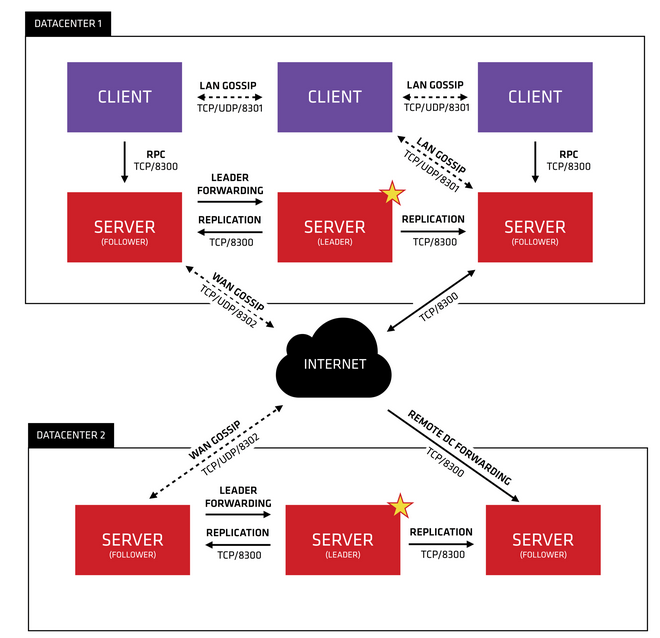 DATACENTER 1
CLIENT
LAN GOSSIP
TCP/UDP/8301
CLIENT
LAN GOSSIP
TCP/UDP/8301
CLIENT
RPC
TCP/8300
LAN GOSSIP
TCP/UDP/8301
RPC
TCP/8300
SERVER
(FOLLOWER)
LEADER
FORWARDING
REPLICATION
TCP/8300
SERVER
(LEADER)
REPLICATION
TCP/8300
SERVER
(FOLLOWER)
WAN GOSSIP
TCP/UDP/8302
TCP/8300
INTERNET
DATACENTER 2
WAN GOSSIP
TCP/UDP/8302
REMOTE DC FORWARDING
TCP/8300
SERVER
(FOLLOWER)
LEADER
FORWARDING
REPLICATION
TCP/8300
SERVER
(LEADER)
REPLICATION
TCP/8300
SERVER
(FOLLOWER)